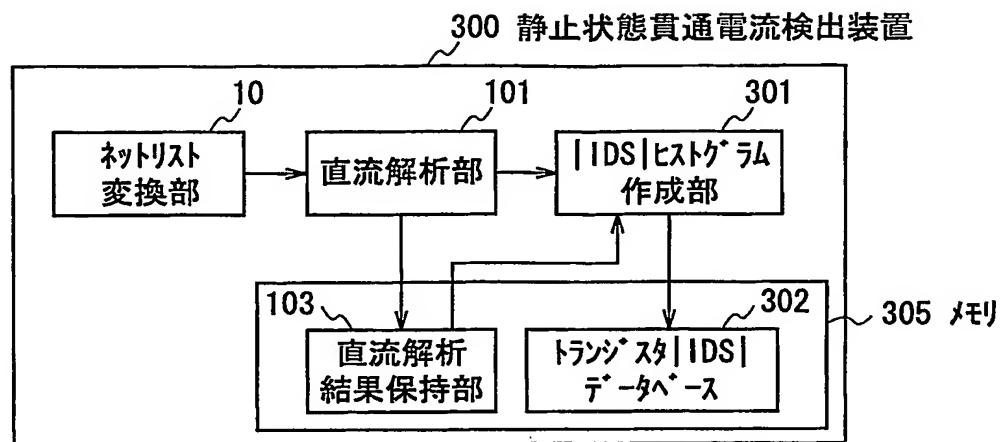 300 静止状態貫通電流検出装置
10
101
301
ネットリスト
変換部
直流解析部
|IDS|ヒストグラム
作成部
103
302
305 メモリ
直流解析
結果保持部
トランジスタ|IDS|
データベース